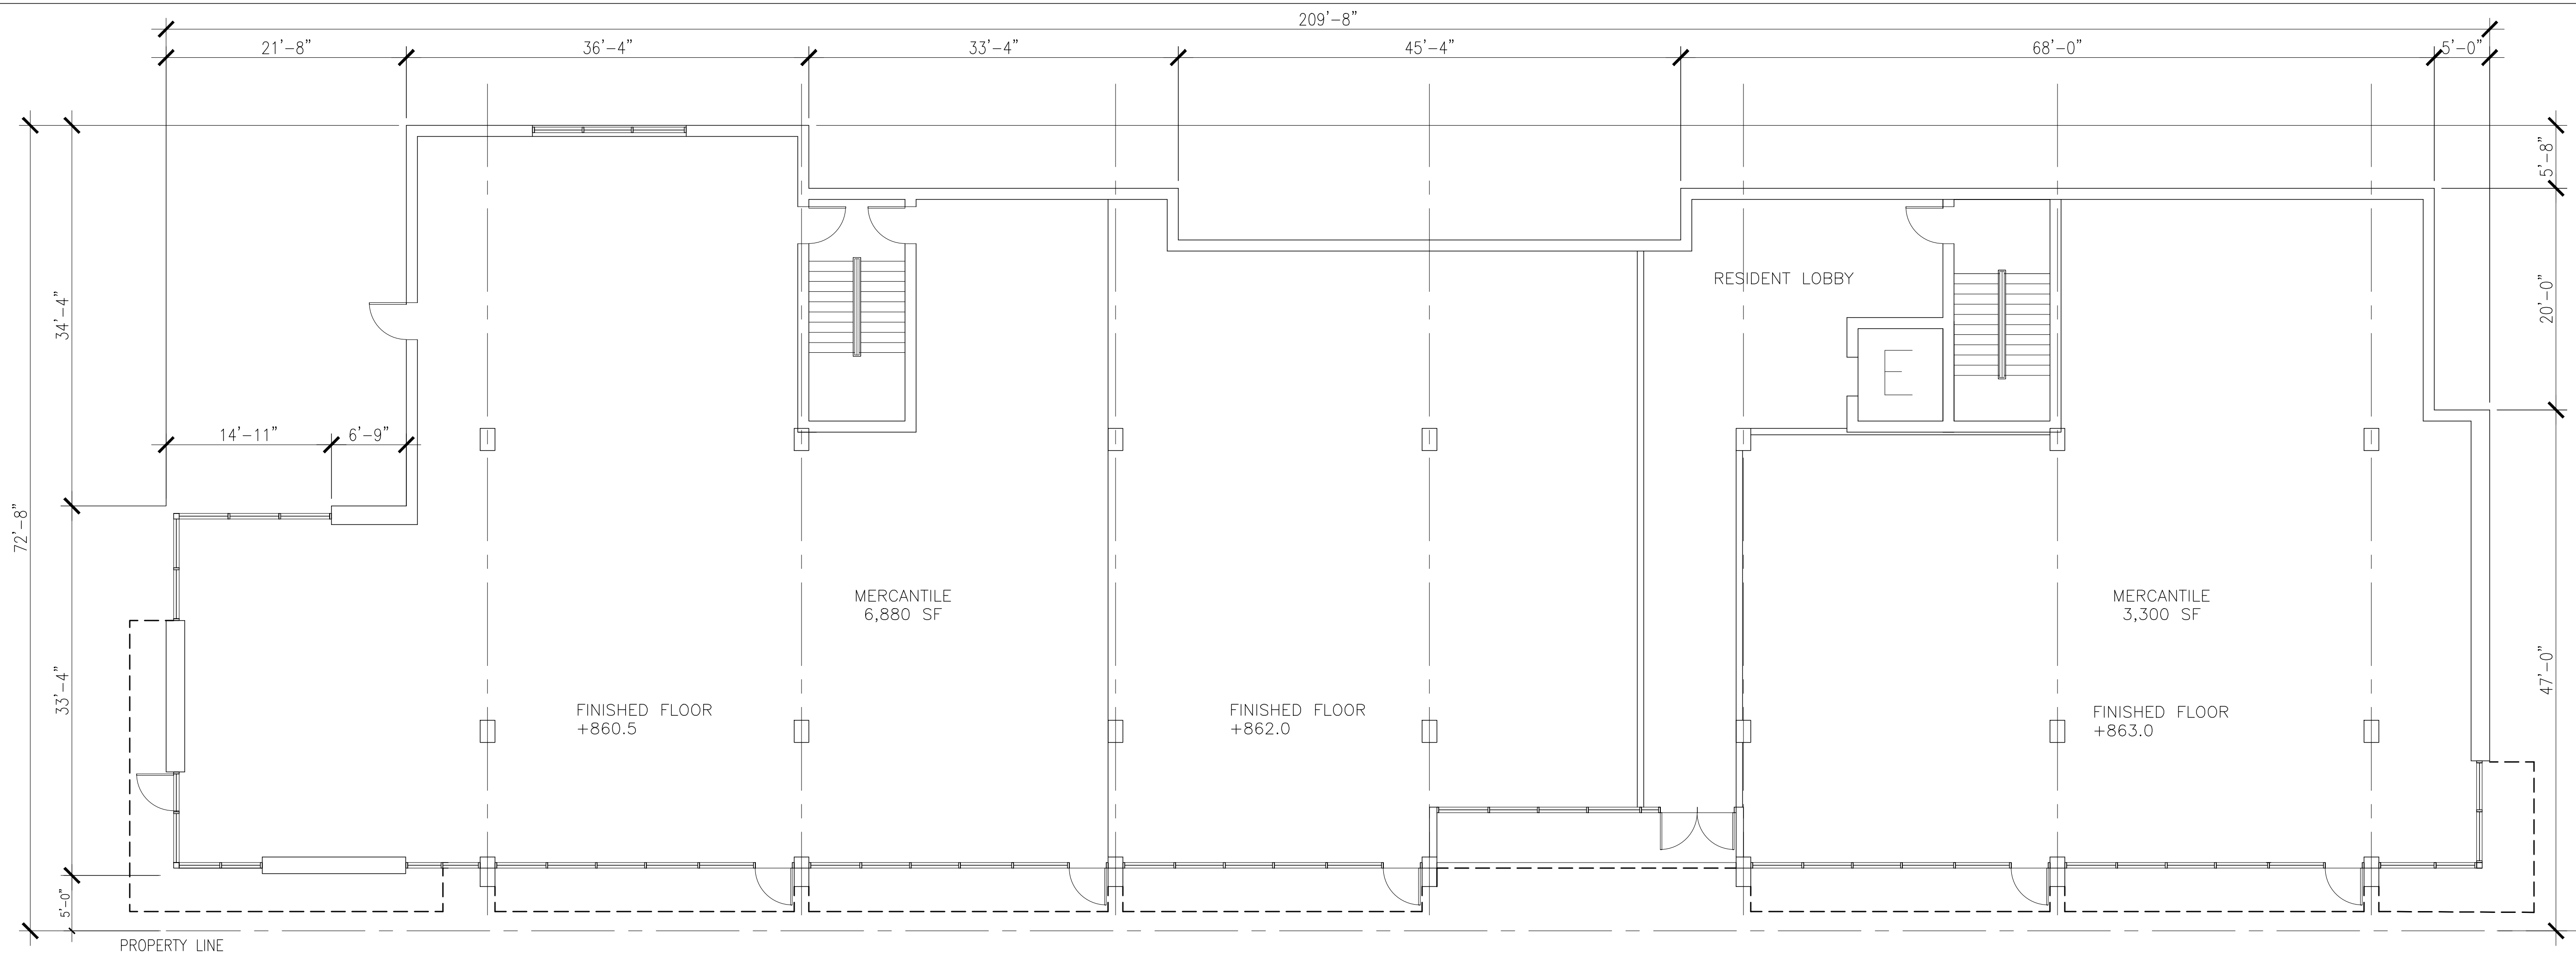 209'-8"
21'-8"
36'-4"
33'-4"
45'-4"
68'-0"
5'-0"
5'-8"
34'-4"
RESIDENT LOBBY
20'-0"
E
14'-11"
6'-9"
72'-8"
MERCANTILE
6,880 SF
MERCANTILE
3,300 SF
33'-4"
47'-0"
FINISHED FLOOR
+860.5
FINISHED FLOOR
+862.0
FINISHED FLOOR
+863.0
5'-0"
PROPERTY LINE